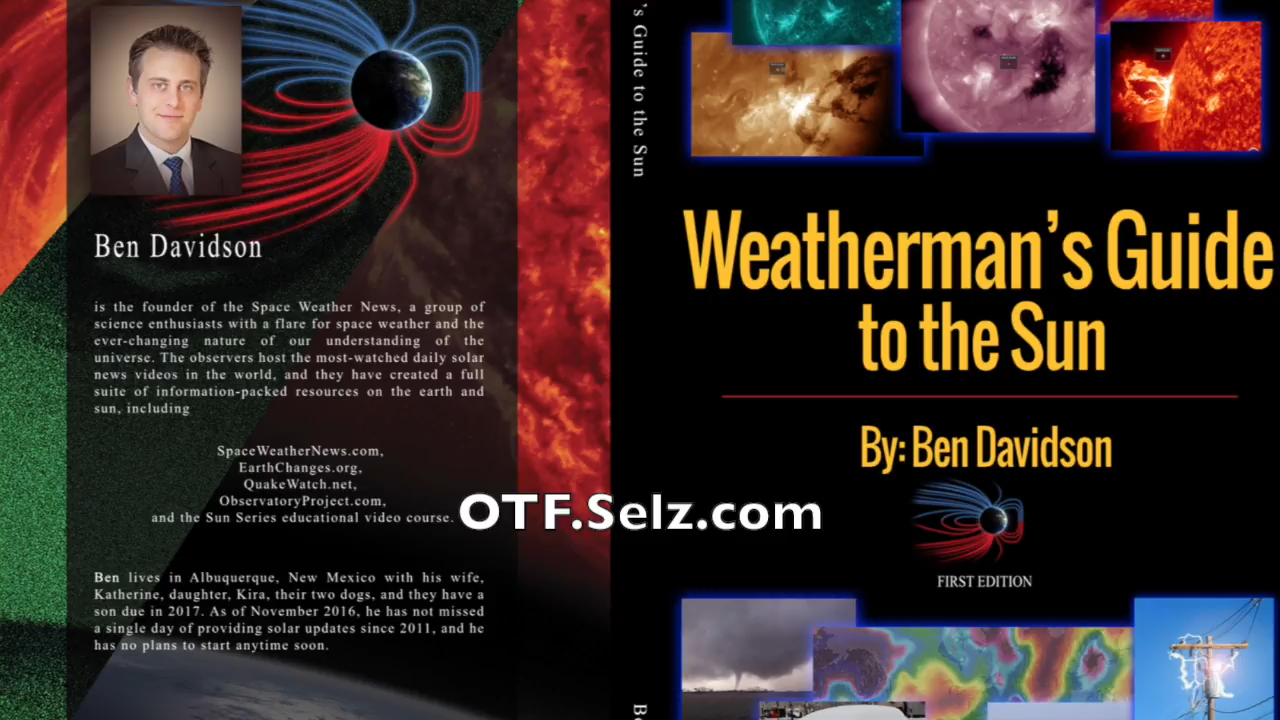 Ben Davidson
is the founder of the Space Weather News, a group of
science enthusiasts with a flare for space weather and the
ever-changing nature of our understanding of the
universe. The observers host the most-watched daily solar
news videos in the world, and they have created a full
suite of information-packed resources on the earth and
sun, including
SpaceWeatherNews.com,
EarthChanges.org,
QuakeWatch.net,
ObservatoryProject.com,
and the Sun Series educational video course.
Ben lives in Albuquerque, New Mexico with his wife,
Katherine, daughter, Kira, their two dogs, and they have a
son due in 2017. As of November 2016, he has not missed
a single day of providing solar updates since 2011, and he
has no plans to start anytime soon.
OTF.Selz.com
's Guide to the Sun
Be
Weatherman's Guide
to the Sun
By: Ben Davidson
FIRST EDITION